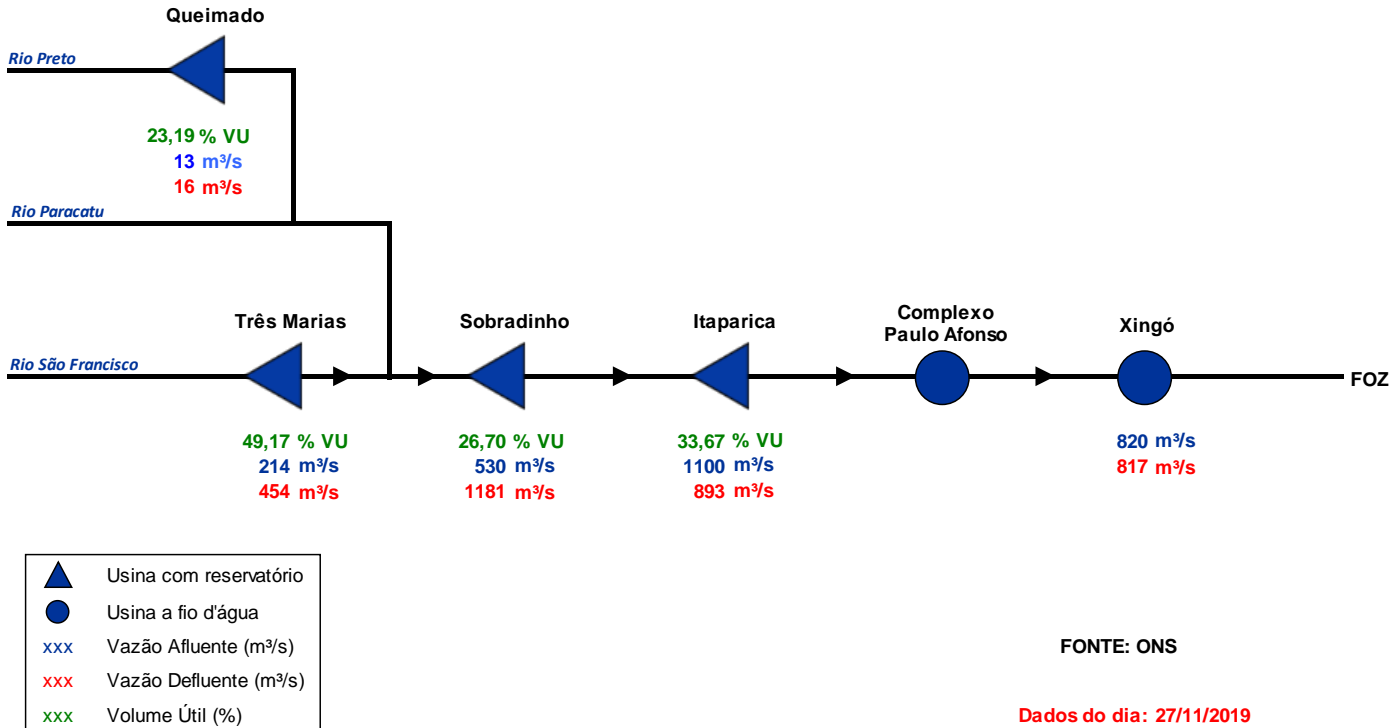 Queimado
Rio Preto
23,19 % VU
13 m³/s
16 m³/s
Rio Paracatu
Três Marias
Sobradinho
Itaparica
Complexo
Paulo Afonso
Xingó
Rio São Francisco
FOZ
49,17 % VU
214 m³/s
454 m³/s
26,70 % VU
530 m³/s
1181 m³/s
33,67 % VU
1100 m³/s
893 m³/s
820 m³/s
817 m³/s
Usina com reservatório
Usina a fio d'água
xxx Vazão Afluente (m³/s)
xxx Vazão Defluente (m³/s)
xxx Volume Útil (%)
FONTE: ONS
Dados do dia: 27/11/2019